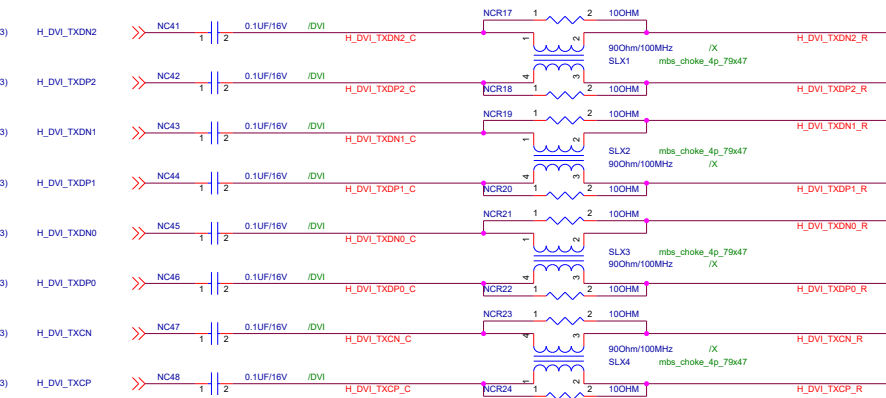 NCR17 1 2 10OHM
3) H_DVI_TXDN2 NC41 1 2 0.1UF/16V /DVI H_DVI_TXDN2_C 1 2 H_DVI_TXDN2_R
90Ohm/100MHz /X
SLX1 mbs_choke_4p_79x47
3) H_DVI_TXDP2 NC42 1 2 0.1UF/16V /DVI H_DVI_TXDP2_C 4 3 H_DVI_TXDP2_R
NCR18 1 2 10OHM
NCR19 1 2 10OHM
3) H_DVI_TXDN1 NC43 1 2 0.1UF/16V /DVI H_DVI_TXDN1_C 1 2 H_DVI_TXDN1_R
SLX2 mbs_choke_4p_79x47
90Ohm/100MHz /X
3) H_DVI_TXDP1 NC44 1 2 0.1UF/16V /DVI H_DVI_TXDP1_C 4 3 H_DVI_TXDP1_R
NCR20 1 2 10OHM
NCR21 1 2 10OHM
3) H_DVI_TXDN0 NC45 1 2 0.1UF/16V /DVI H_DVI_TXDN0_C 1 2 H_DVI_TXDN0_R
SLX3 mbs_choke_4p_79x47
90Ohm/100MHz /X
3) H_DVI_TXDP0 NC46 1 2 0.1UF/16V /DVI H_DVI_TXDP0_C 4 3 H_DVI_TXDP0_R
NCR22 1 2 10OHM
NCR23 1 2 10OHM
3) H_DVI_TXCN NC47 1 2 0.1UF/16V /DVI H_DVI_TXCN_C 4 3 H_DVI_TXCN_R
90Ohm/100MHz /X
SLX4 mbs_choke_4p_79x47
3) H_DVI_TXCP NC48 1 2 0.1UF/16V /DVI H_DVI_TXCP_C 1 2 H_DVI_TXCP_R
NCR24 1 2 10OHM